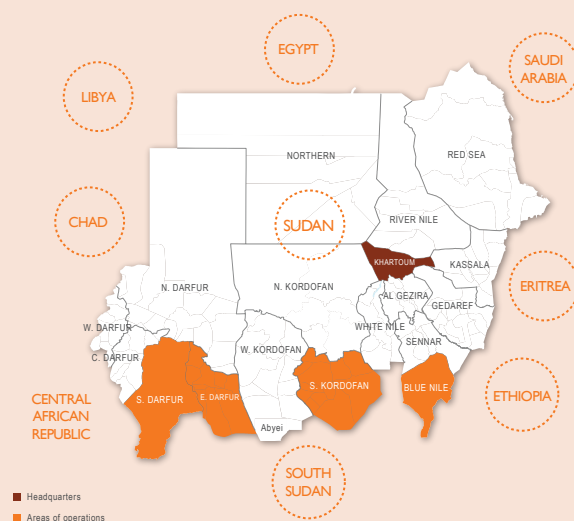 EGYPT
SAUDI
ARABIA
LIBYA
NORTHERN
RED SEA
CHAD
SUDAN
RIVER NILE
KHARTOUM
KASSALA
N. DARFUR
N. KORDOFAN
AL GEZIRA
ERITREA
GEDAREF
W. DARFUR
WHITE NILE
SENNAR
C. DARFUR
W. KORDOFAN
S. DARFUR
E. DARFUR
S. KORDOFAN
BLUE NILE
ETHIOPIA
CENTRAL
AFRICAN
REPUBLIC
Abyei
SOUTH
SUDAN
Headquarters
Areas of operations